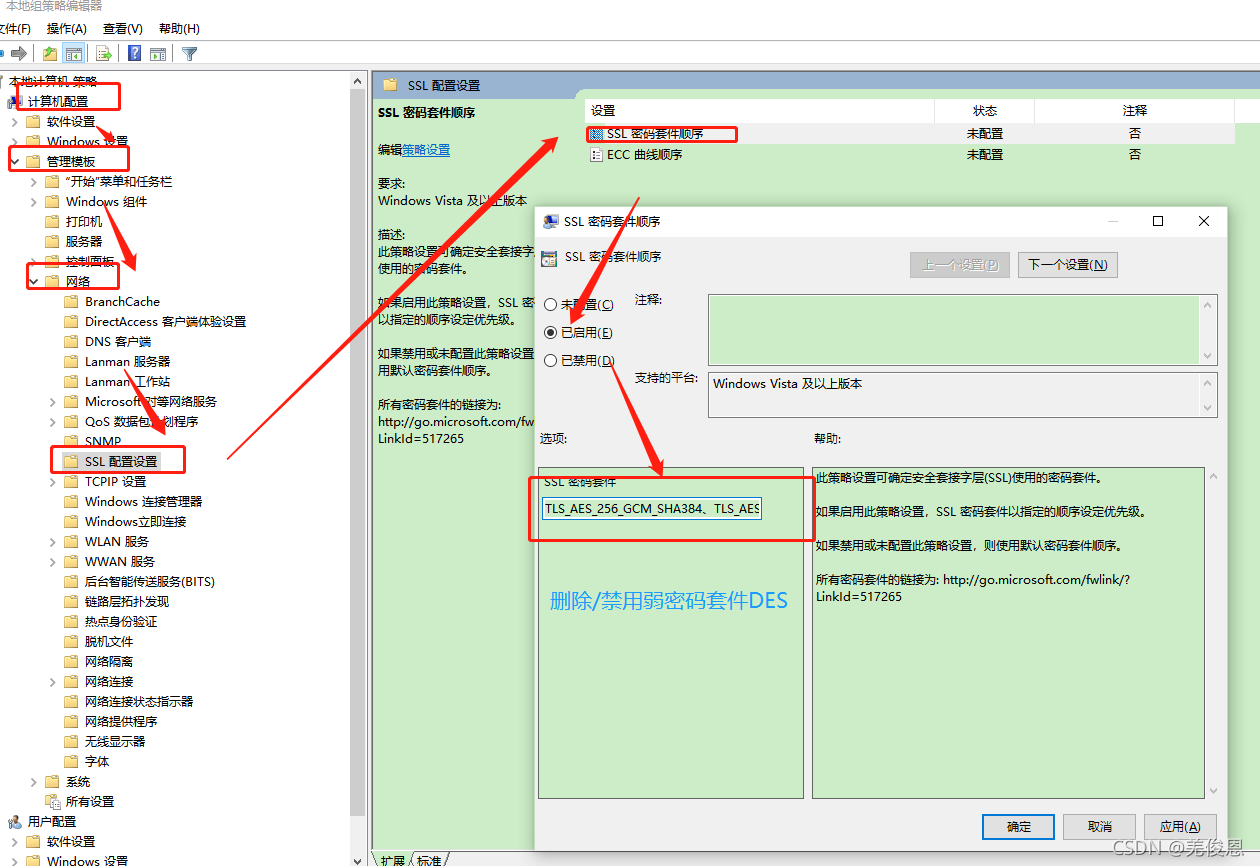 本地组策略编辑器
文件(F) 操作(A) 查看(V) 帮助(H)
本地计算机 策略
计算机配置
软件设置
Windows 设置
管理模板
"开始"菜单和任务栏
Windows 组件
打印机
服务器
控制面板
网络
BranchCache
DirectAccess 客户端体验设置
DNS 客户端
Lanman 服务器
Lanman 工作站
Microsoft 对等网络服务
QoS 数据包计划程序
SNMP
SSL 配置设置
TCPIP 设置
Windows 连接管理器
Windows立即连接
WLAN 服务
WWAN 服务
后台智能传送服务(BITS)
链路层拓扑发现
热点身份验证
脱机文件
网络隔离
网络连接
网络连接状态指示器
网络提供程序
无线显示器
字体
系统
所有设置
用户配置
软件设置
Windows 设置
SSL 配置设置
SSL 密码套件顺序
编辑策略设置
要求:
Windows Vista 及以上版本
描述:
此策略设置可确定安全套接字
使用的密码套件。
如果启用此策略设置，SSL 密
以指定的顺序设定优先级。
如果禁用或未配置此策略设置
用默认密码套件顺序。
所有密码套件的链接为:
http://go.microsoft.com/fw
LinkId=517265
设置 状态 注释
SSL 密码套件顺序 未配置 否
ECC 曲线顺序 未配置 否
SSL 密码套件顺序
SSL 密码套件顺序
上一个设置(P) 下一个设置(N)
未配置(C) 注释:
已启用(E)
已禁用(D)
支持的平台: Windows Vista 及以上版本
选项: 帮助:
SSL 密码套件
TLS_AES_256_GCM_SHA384、TLS_AES
删除/禁用弱密码套件DES
此策略设置可确定安全套接字层(SSL)使用的密码套件。
如果启用此策略设置，SSL 密码套件以指定的顺序设定优先级。
如果禁用或未配置此策略设置，则使用默认密码套件顺序。
所有密码套件的链接为: http://go.microsoft.com/fwlink/?
LinkId=517265
确定 取消 应用(A)
扩展 标准
CSDN @羌俊恩